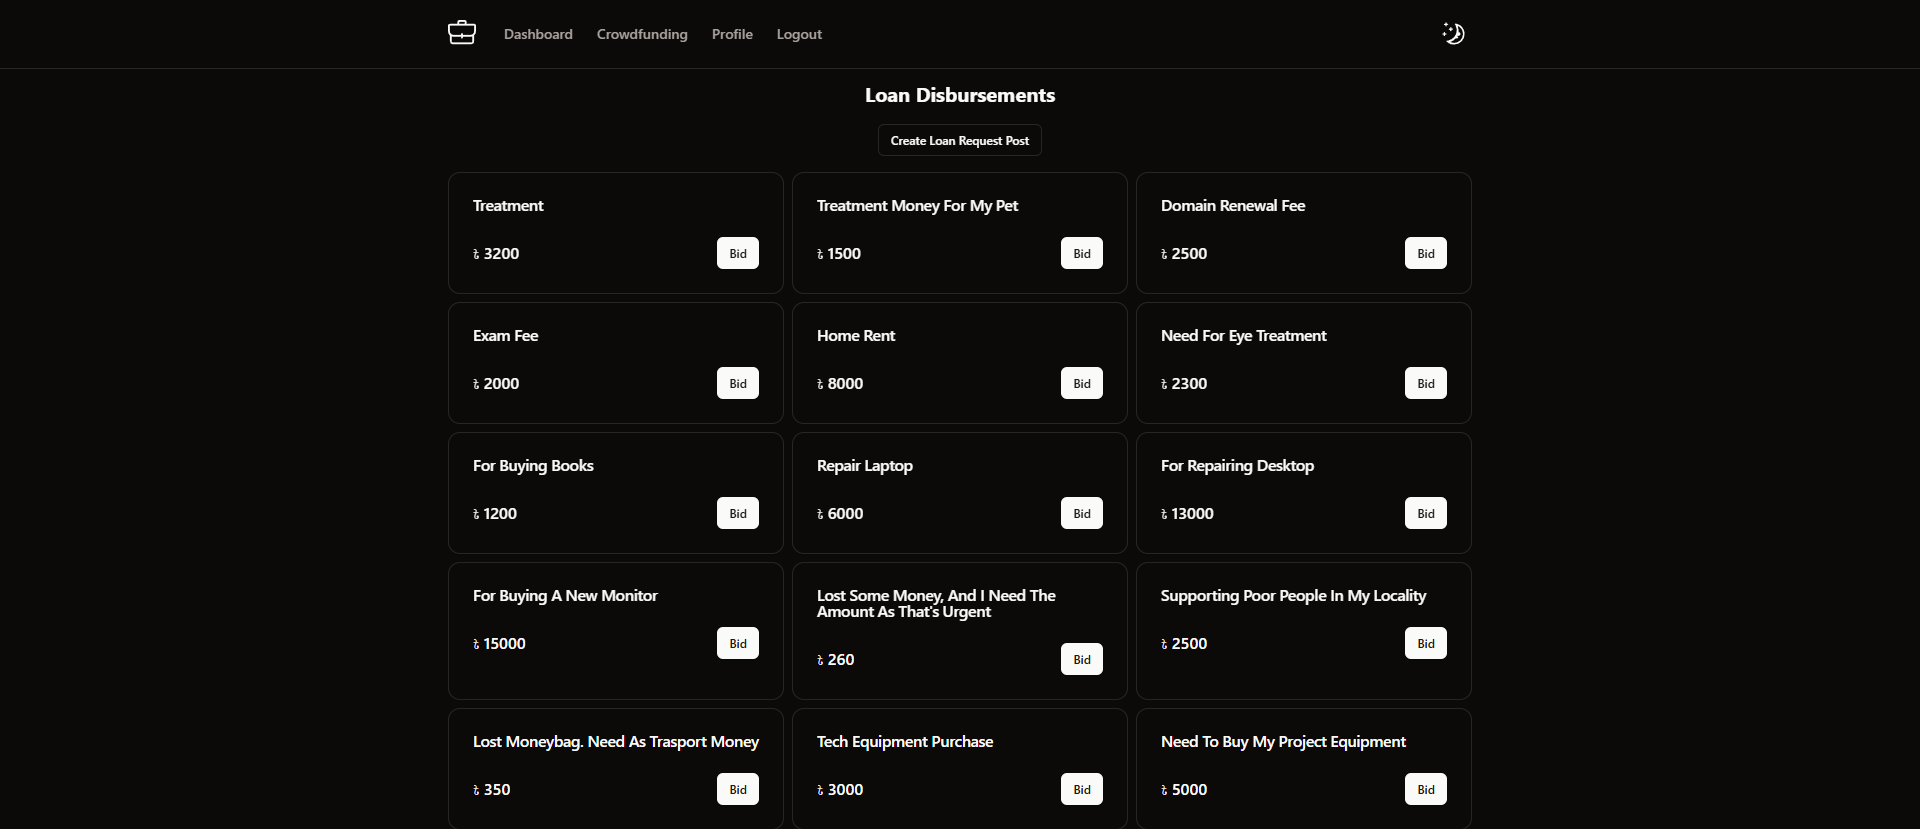 Dashboard Crowdfunding Profile Logout
Loan Disbursements
Create Loan Request Post
Treatment
৳ 3200
Bid
Treatment Money For My Pet
৳ 1500
Bid
Domain Renewal Fee
৳ 2500
Bid
Exam Fee
৳ 2000
Bid
Home Rent
৳ 8000
Bid
Need For Eye Treatment
৳ 2300
Bid
For Buying Books
৳ 1200
Bid
Repair Laptop
৳ 6000
Bid
For Repairing Desktop
৳ 13000
Bid
For Buying A New Monitor
৳ 15000
Bid
Lost Some Money, And I Need The
Amount As That's Urgent
৳ 260
Bid
Supporting Poor People In My Locality
৳ 2500
Bid
Lost Moneybag. Need As Trasport Money
৳ 350
Bid
Tech Equipment Purchase
৳ 3000
Bid
Need To Buy My Project Equipment
৳ 5000
Bid